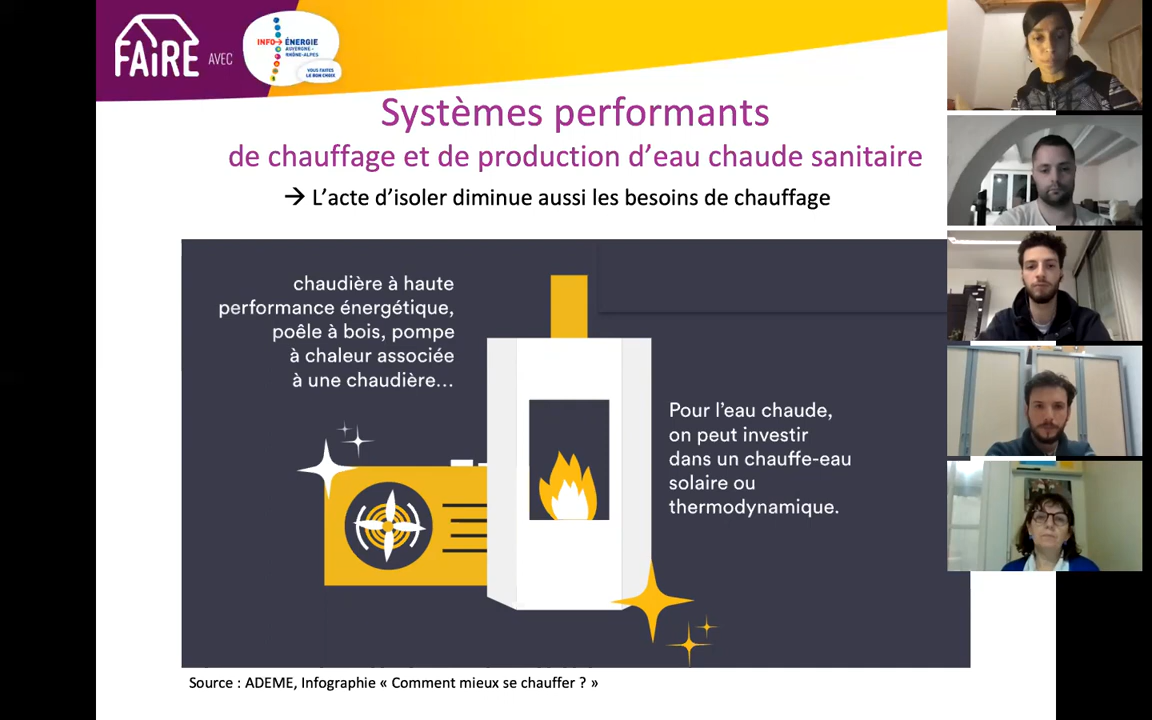 FAiRE
AVEC
INFO→ÉNERGIE
AUVERGNE-
RHÔNE-ALPES
VOUS FAITES
LE BON CHOIX
Systèmes performants
de chauffage et de production d’eau chaude sanitaire
→ L’acte d’isoler diminue aussi les besoins de chauffage
chaudière à haute
performance énergétique,
poêle à bois, pompe
à chaleur associée
à une chaudière...
Pour l’eau chaude,
on peut investir
dans un chauffe-eau
solaire ou
thermodynamique.
Source : ADEME, Infographie « Comment mieux se chauffer ? »